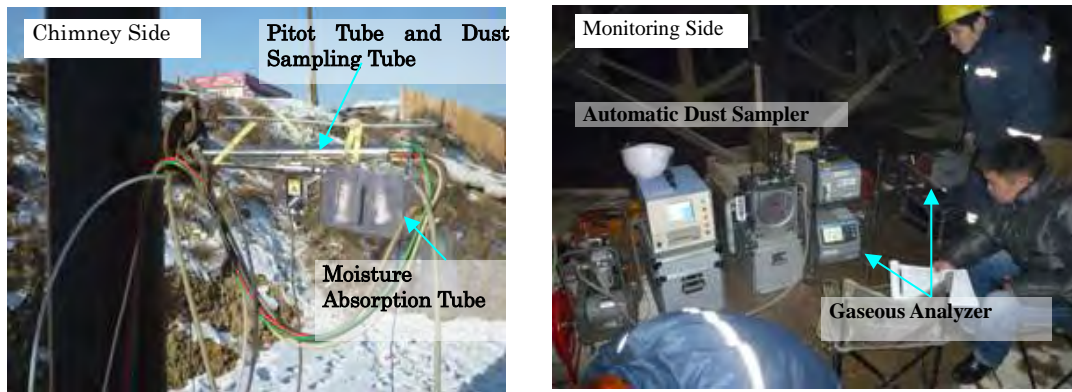 Chimney Side
Pitot Tube and Dust
Sampling Tube
Moisture
Absorption Tube
Monitoring Side
Automatic Dust Sampler
Gaseous Analyzer